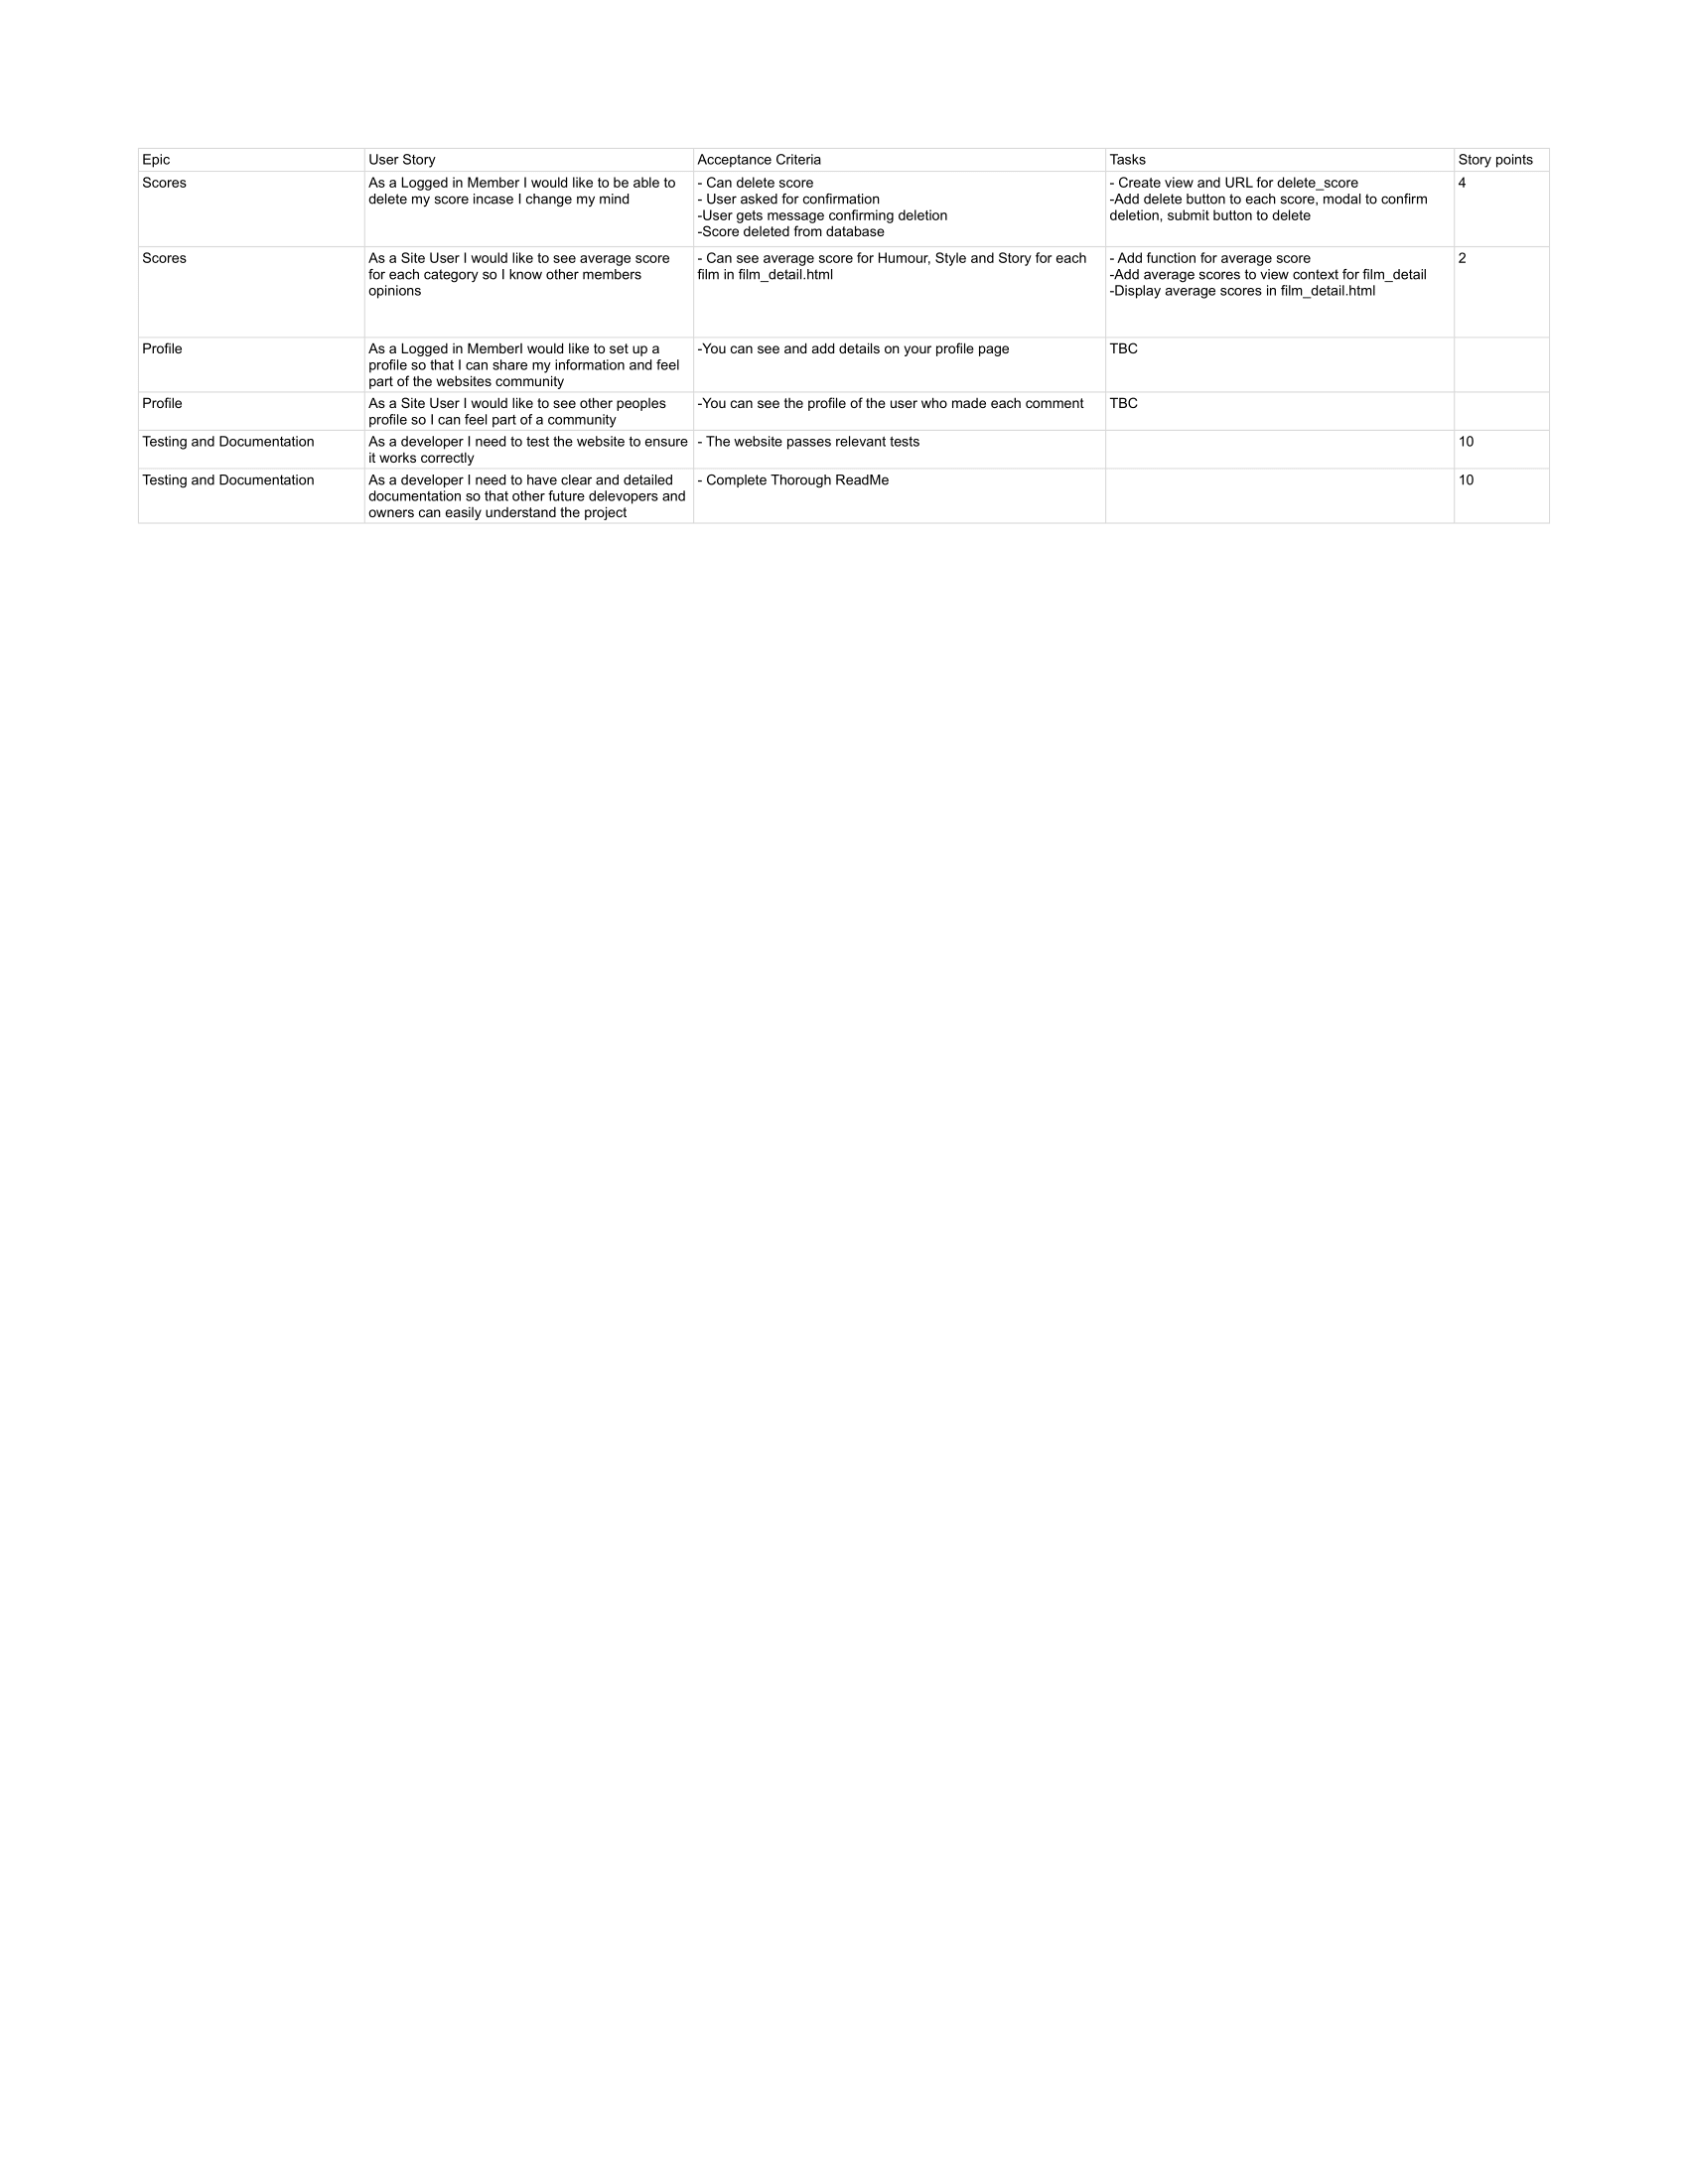 Epic User Story Acceptance Criteria Tasks Story points
Scores As a Logged in Member I would like to be able to - Can delete score - Create view and URL for delete_score 4
delete my score incase I change my mind - User asked for confirmation -Add delete button to each score, modal to confirm
-User gets message confirming deletion deletion, submit button to delete
-Score deleted from database
Scores As a Site User I would like to see average score - Can see average score for Humour, Style and Story for each - Add function for average score 2
for each category so I know other members film in film_detail.html -Add average scores to view context for film_detail
opinions -Display average scores in film_detail.html
Profile As a Logged in MemberI would like to set up a -You can see and add details on your profile page TBC
profile so that I can share my information and feel
part of the websites community
Profile As a Site User I would like to see other peoples -You can see the profile of the user who made each comment TBC
profile so I can feel part of a community
Testing and Documentation As a developer I need to test the website to ensure - The website passes relevant tests 10
it works correctly
Testing and Documentation As a developer I need to have clear and detailed - Complete Thorough ReadMe 10
documentation so that other future delevopers and
owners can easily understand the project